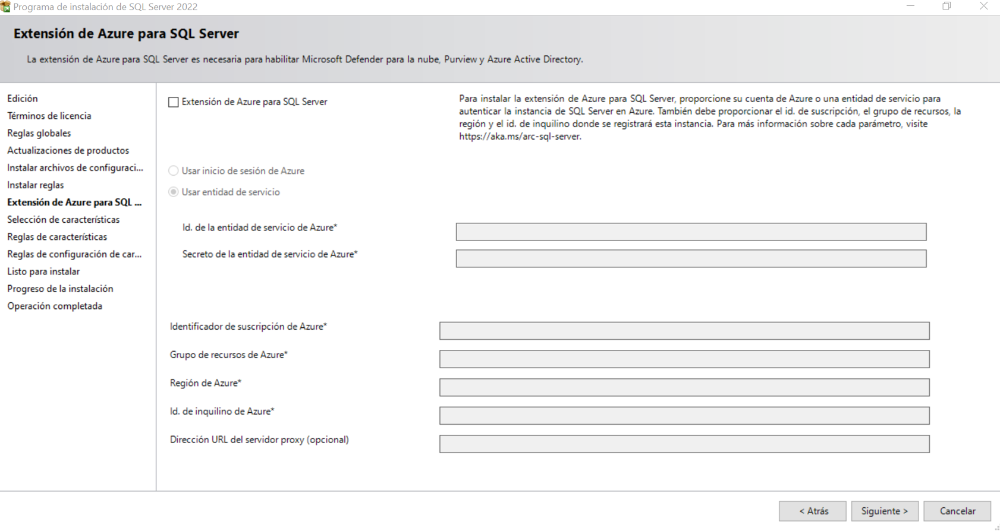 Programa de instalación de SQL Server 2022
Extensión de Azure para SQL Server
La extensión de Azure para SQL Server es necesaria para habilitar Microsoft Defender para la nube, Purview y Azure Active Directory.
Edición
Términos de licencia
Reglas globales
Actualizaciones de productos
Instalar archivos de configuraci...
Instalar reglas
Extensión de Azure para SQL ...
Selección de características
Reglas de características
Reglas de configuración de car...
Listo para instalar
Progreso de la instalación
Operación completada
Extensión de Azure para SQL Server
Para instalar la extensión de Azure para SQL Server, proporcione su cuenta de Azure o una entidad de servicio para
autenticar la instancia de SQL Server en Azure. También debe proporcionar el id. de suscripción, el grupo de recursos, la
región y el id. de inquilino donde se registrará esta instancia. Para más información sobre cada parámetro, visite
https://aka.ms/arc-sql-server.
Usar inicio de sesión de Azure
Usar entidad de servicio
Id. de la entidad de servicio de Azure*
Secreto de la entidad de servicio de Azure*
Identificador de suscripción de Azure*
Grupo de recursos de Azure*
Región de Azure*
Id. de inquilino de Azure*
Dirección URL del servidor proxy (opcional)
< Atrás
Siguiente >
Cancelar